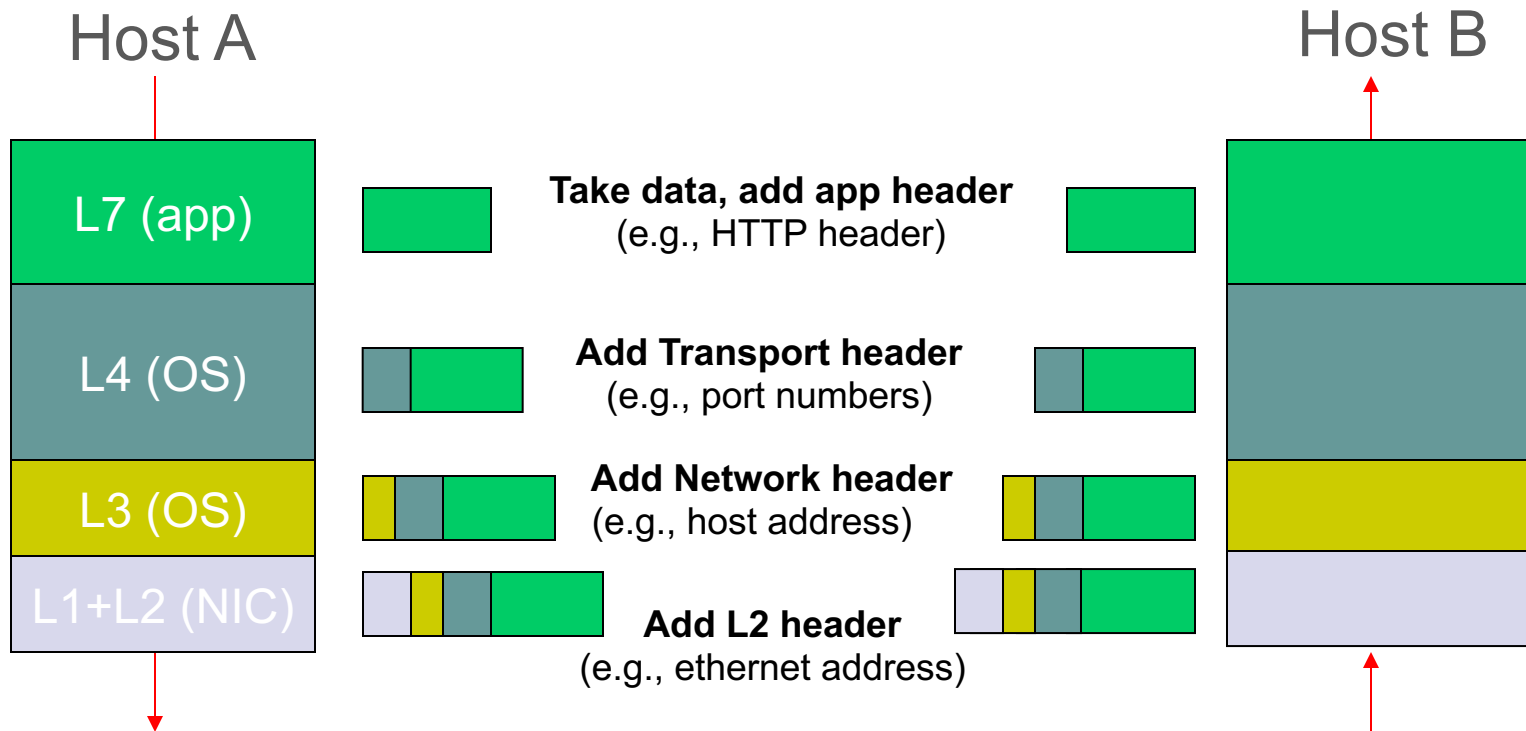 Host A
Host B
L7 (app)
Take data, add app header
(e.g., HTTP header)
L4 (OS)
Add Transport header
(e.g., port numbers)
L3 (OS)
Add Network header
(e.g., host address)
L1+L2 (NIC)
Add L2 header
(e.g., ethernet address)